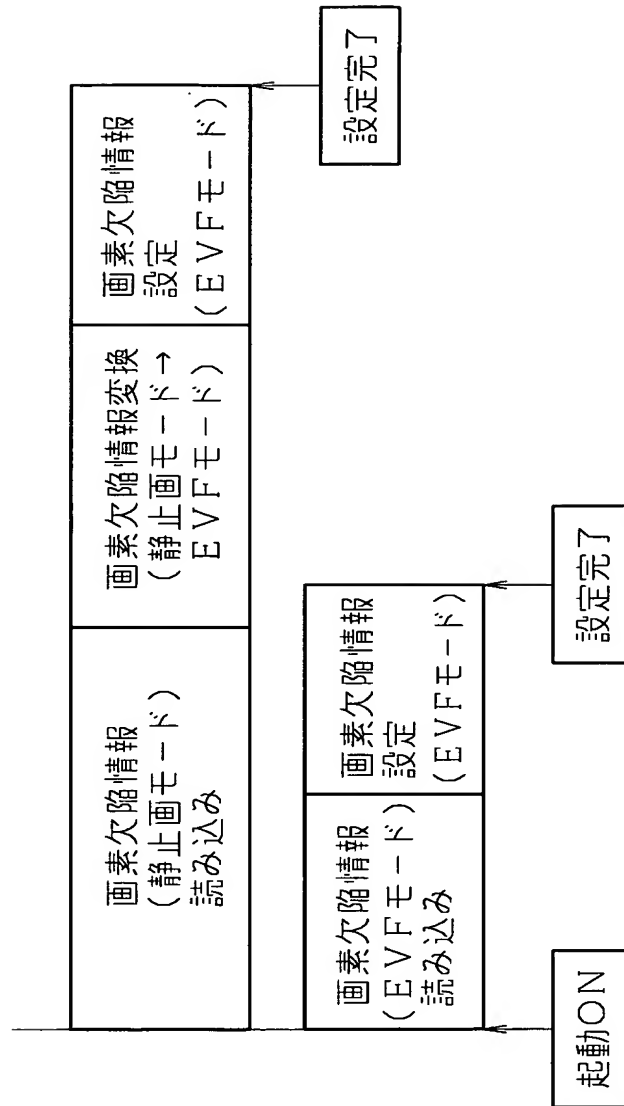 画素欠陥情報
(静止画モード)
読み込み
画素欠陥情報変換
(静止画モード→
EVFモード)
画素欠陥情報
設定
(EVFモード)
設定完了
画素欠陥情報
(EVFモード)
読み込み
画素欠陥情報
設定
(EVFモード)
設定完了
起動ON